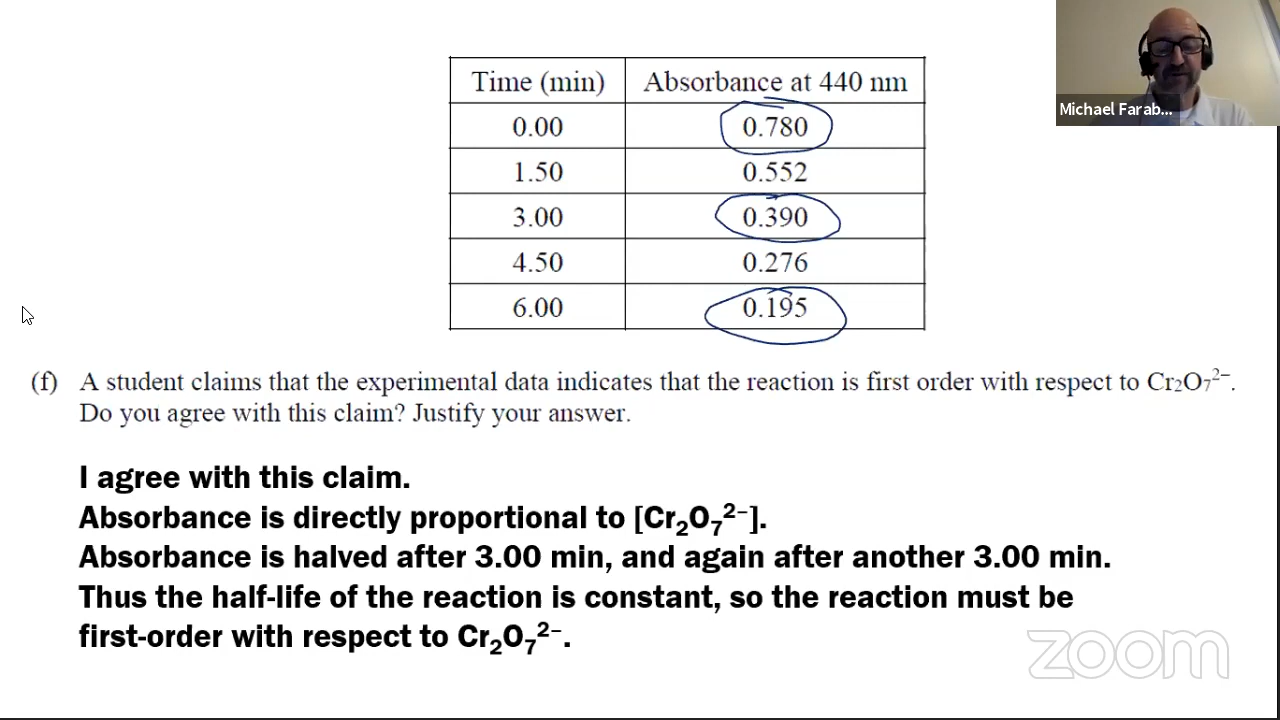 Time (min) Absorbance at 440 nm
0.00 0.780
1.50 0.552
3.00 0.390
4.50 0.276
6.00 0.195
Michael Farab...
(f) A student claims that the experimental data indicates that the reaction is first order with respect to Cr₂O₇²⁻.
Do you agree with this claim? Justify your answer.
I agree with this claim.
Absorbance is directly proportional to [Cr₂O₇²⁻].
Absorbance is halved after 3.00 min, and again after another 3.00 min.
Thus the half-life of the reaction is constant, so the reaction must be
first-order with respect to Cr₂O₇²⁻.
zoom